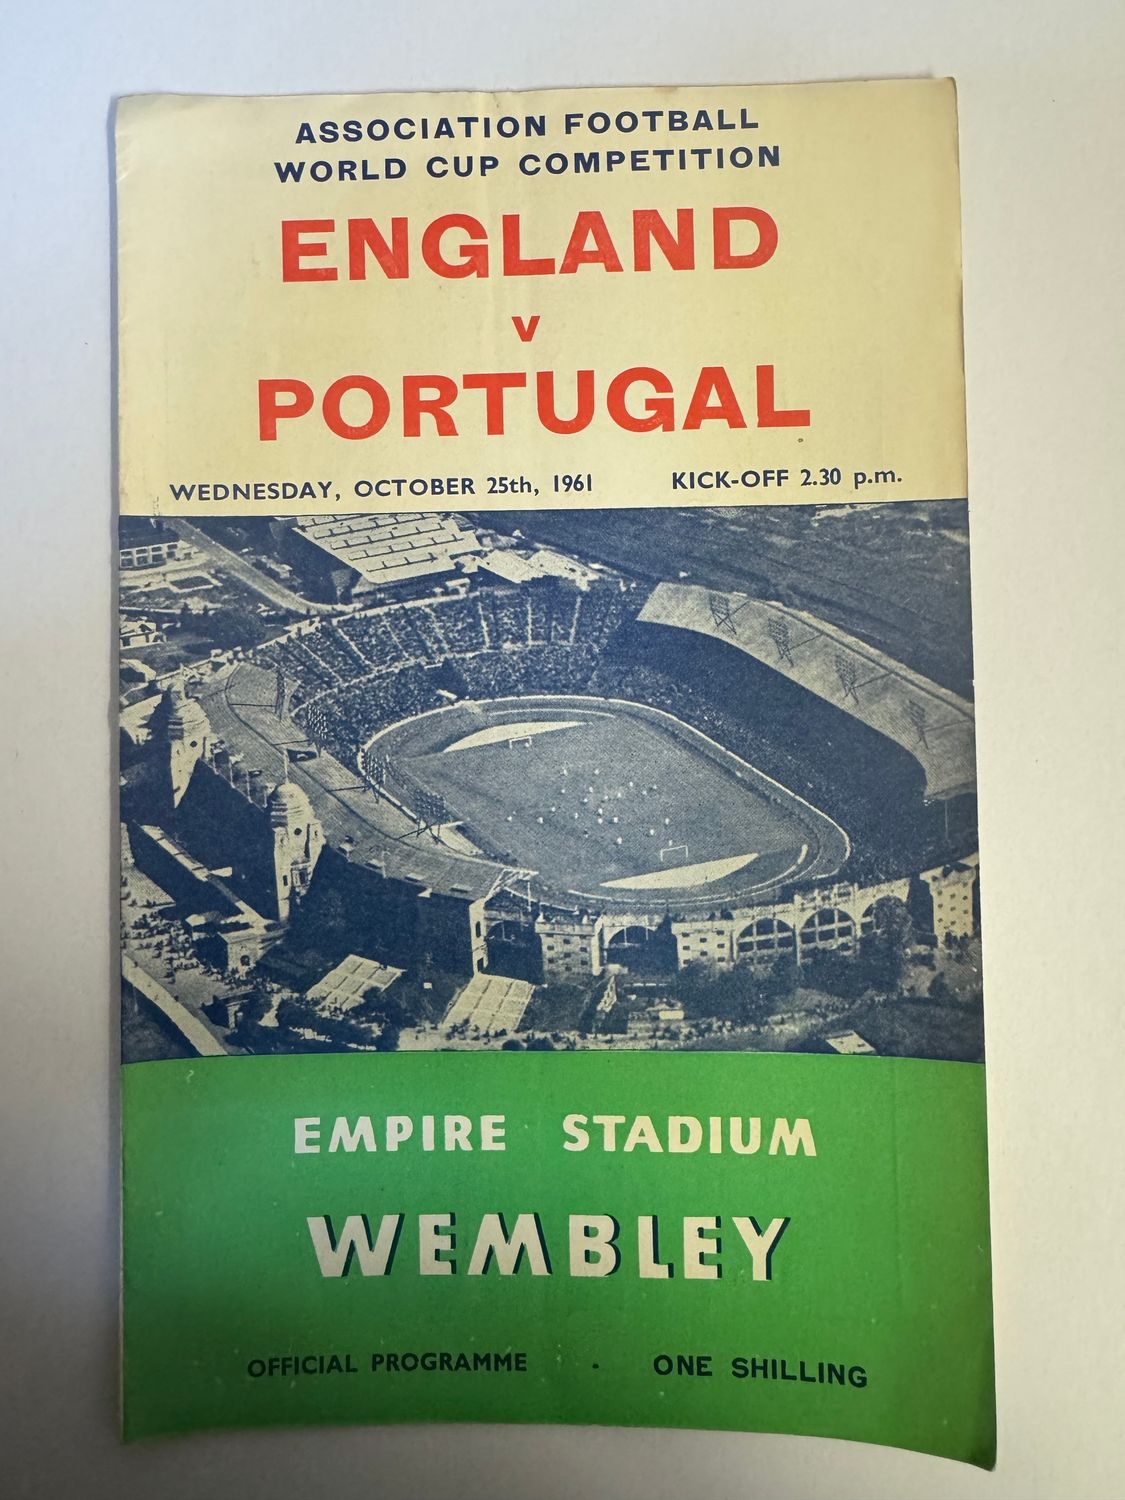 ASSOCIATION FOOTBALL
WORLD CUP COMPETITION
ENGLAND
v
PORTUGAL
WEDNESDAY, OCTOBER 25th, 1961 KICK-OFF 2.30 p.m.
EMPIRE STADIUM
WEMBLEY
OFFICIAL PROGRAMME . ONE SHILLING